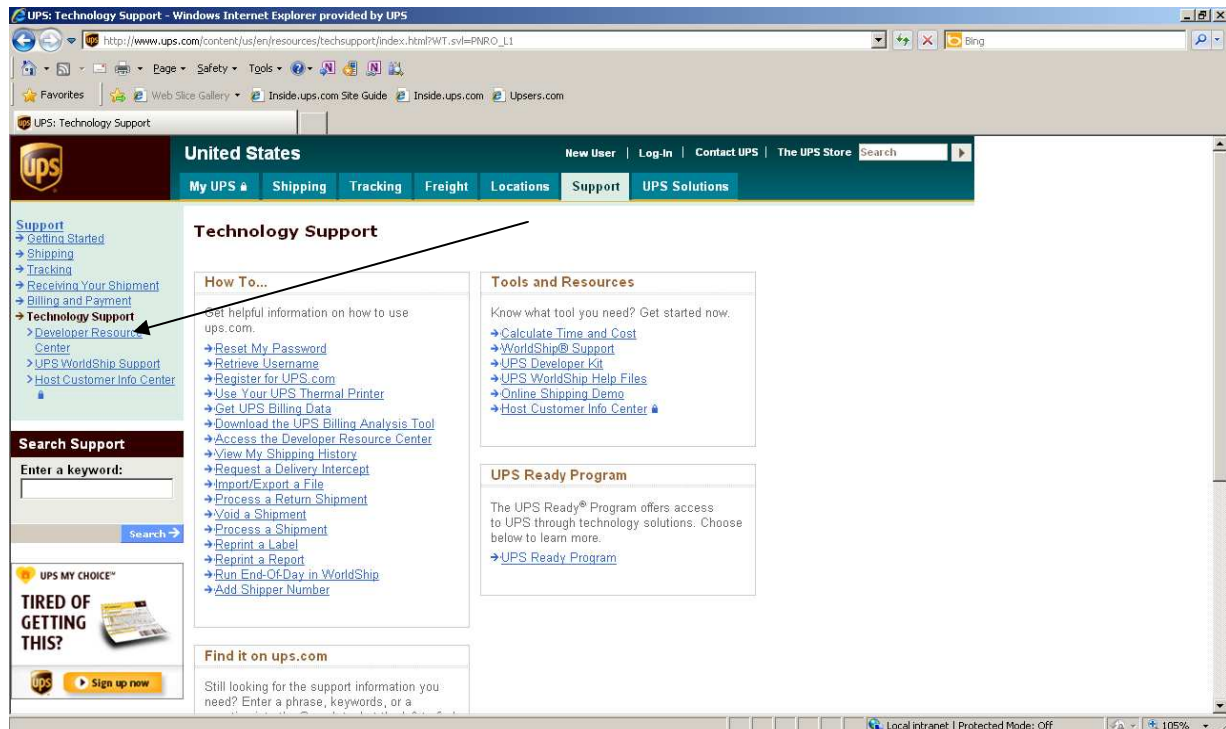 UPS: Technology Support - Windows Internet Explorer provided by UPS
http://www.ups.com/content/us/en/resources/techsupport/index.html?WT.svl=PNRO_L1
Bing
Page Safety Tools
Favorites Web Slice Gallery Inside.ups.com Site Guide Inside.ups.com Upsers.com
UPS: Technology Support
ups
United States
New User | Log-In | Contact UPS | The UPS Store Search
My UPS Shipping Tracking Freight Locations Support UPS Solutions
Support
Getting Started
Shipping
Tracking
Receiving Your Shipment
Billing and Payment
Technology Support
Developer Resource
Center
UPS WorldShip Support
Host Customer Info Center
Search Support
Enter a keyword:
Search
UPS MY CHOICE™
TIRED OF
GETTING
THIS?
ups Sign up now
Technology Support
How To...
Get helpful information on how to use
ups.com.
Reset My Password
Retrieve Username
Register for UPS.com
Use Your UPS Thermal Printer
Get UPS Billing Data
Download the UPS Billing Analysis Tool
Access the Developer Resource Center
View My Shipping History
Request a Delivery Intercept
Import/Export a File
Process a Return Shipment
Void a Shipment
Process a Shipment
Reprint a Label
Reprint a Report
Run End-Of-Day in WorldShip
Add Shipper Number
Find it on ups.com
Still looking for the support information you
need? Enter a phrase, keywords, or a
Tools and Resources
Know what tool you need? Get started now.
Calculate Time and Cost
WorldShip® Support
UPS Developer Kit
UPS WorldShip Help Files
Online Shipping Demo
Host Customer Info Center
UPS Ready Program
The UPS Ready® Program offers access
to UPS through technology solutions. Choose
below to learn more.
UPS Ready Program
Local intranet | Protected Mode: Off
105%